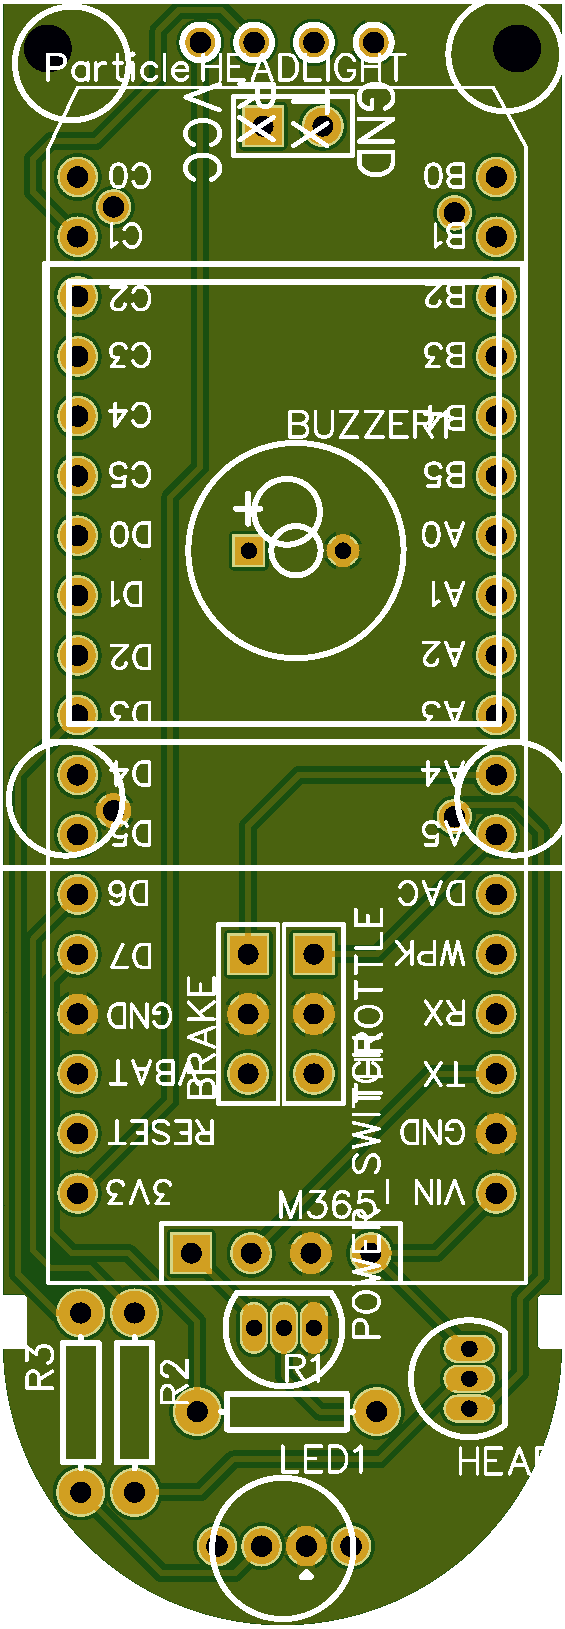 Particle HEADLIGHT
VCC
RX
TX
GND
C0
B0
C1
B1
C2
B2
C3
B3
BUZZER1
C4
B4
C5
B5
D0
A0
D1
A1
D2
A2
D3
A3
D4
A4
D5
A5
D6
DAC
D7
WPK
GND
RX
BRAKE
THROTTLE
VBAT
TX
RESET
GND
3V3
VIN
M365
POWER SWITCH
R3
R2
R1
LED1
HEAD